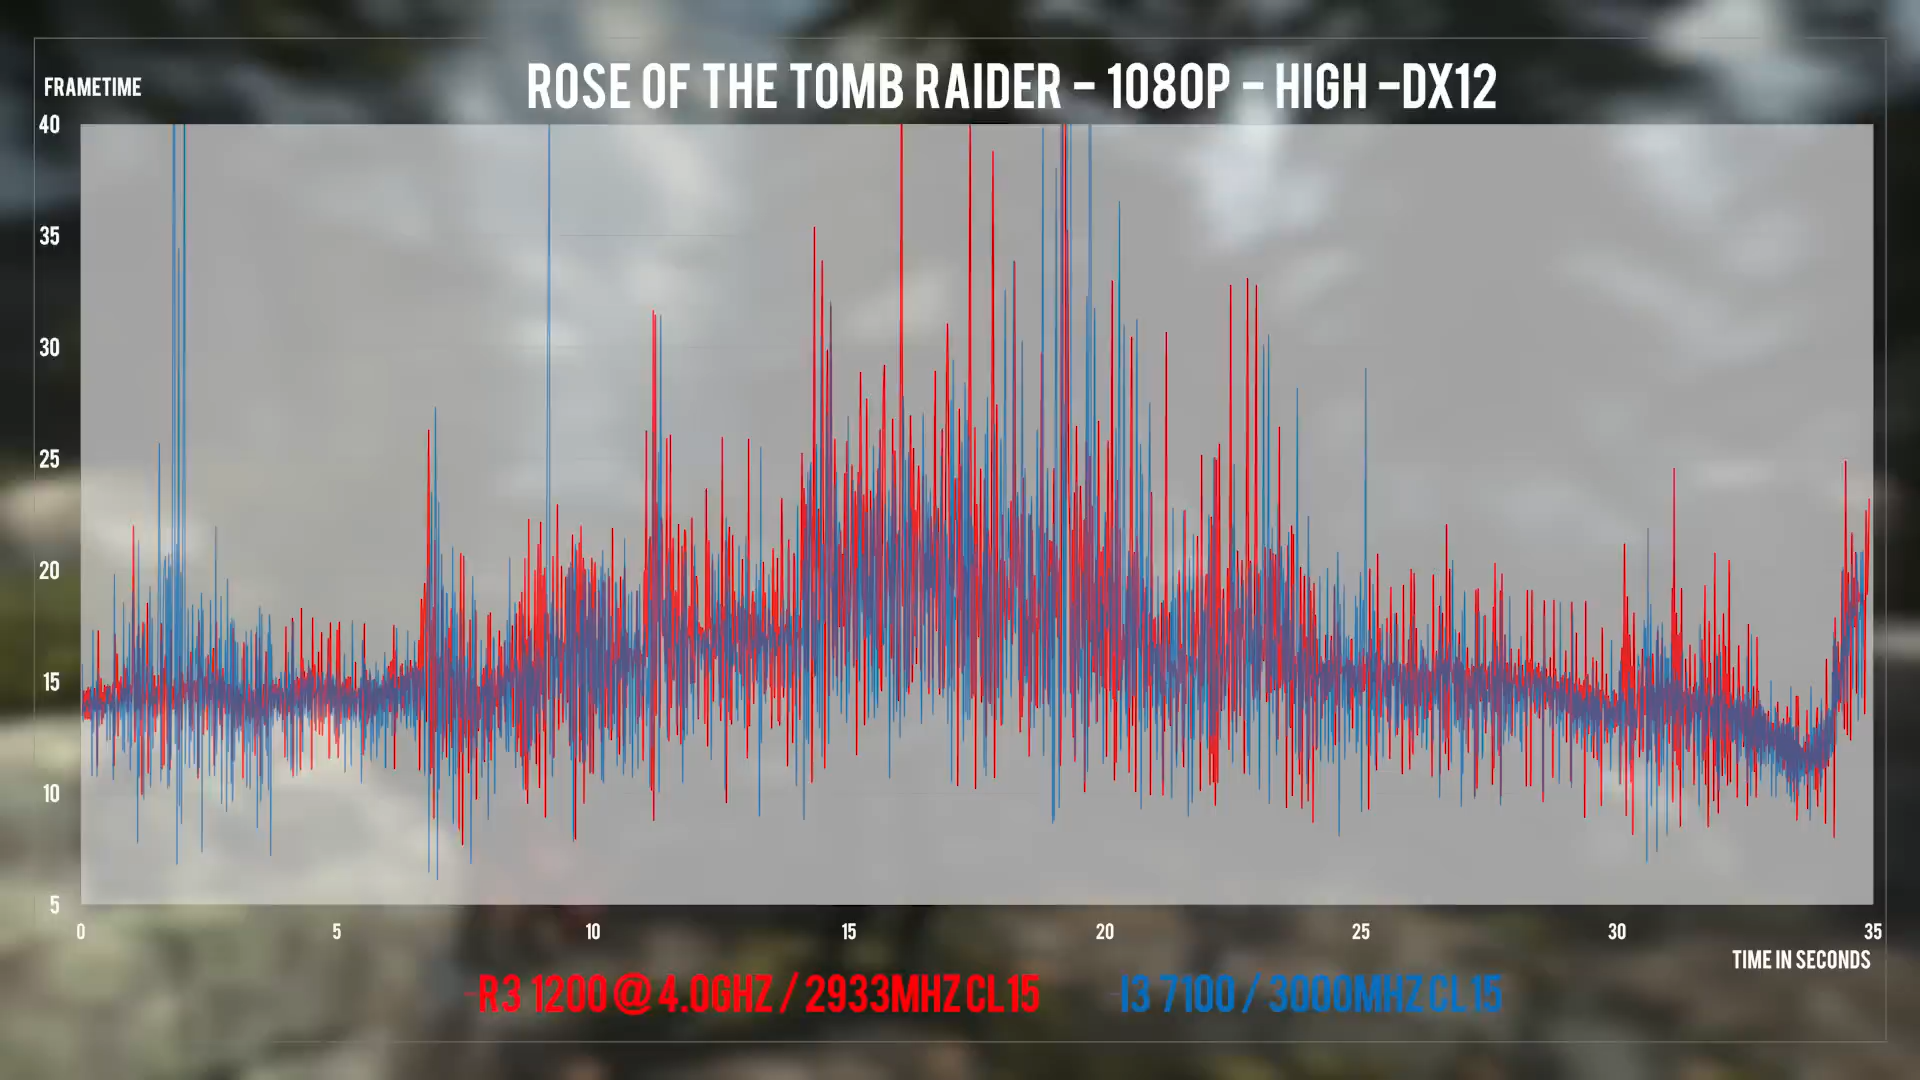 ROSE OF THE TOMB RAIDER - 1080P - HIGH -DX12
FRAMETIME
40
35
30
25
20
15
10
5
0 5 10 15 20 25 30 35
TIME IN SECONDS
R3 1200 @ 4.0GHZ / 2933MHZ CL15
I3 7100 / 3000MHZ CL15